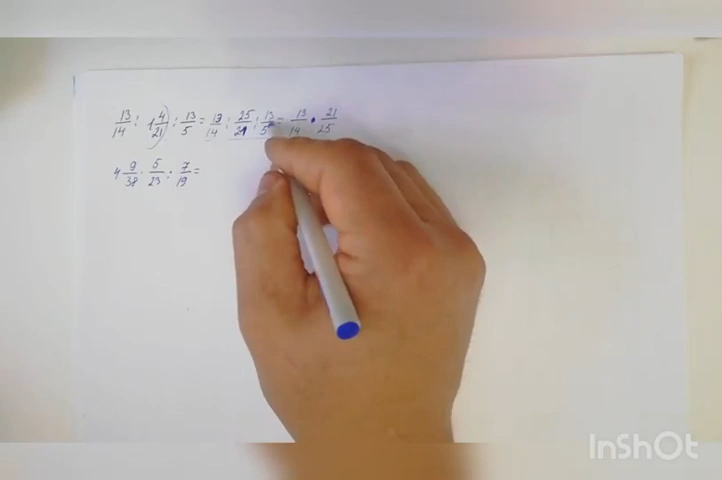 13/14 : 1 4/21 : 13/5 = 13/14 : 25/21 : 13/5 = 13/14 · 21/25
4 9/38 · 5/23 : 7/19 =
InShOt